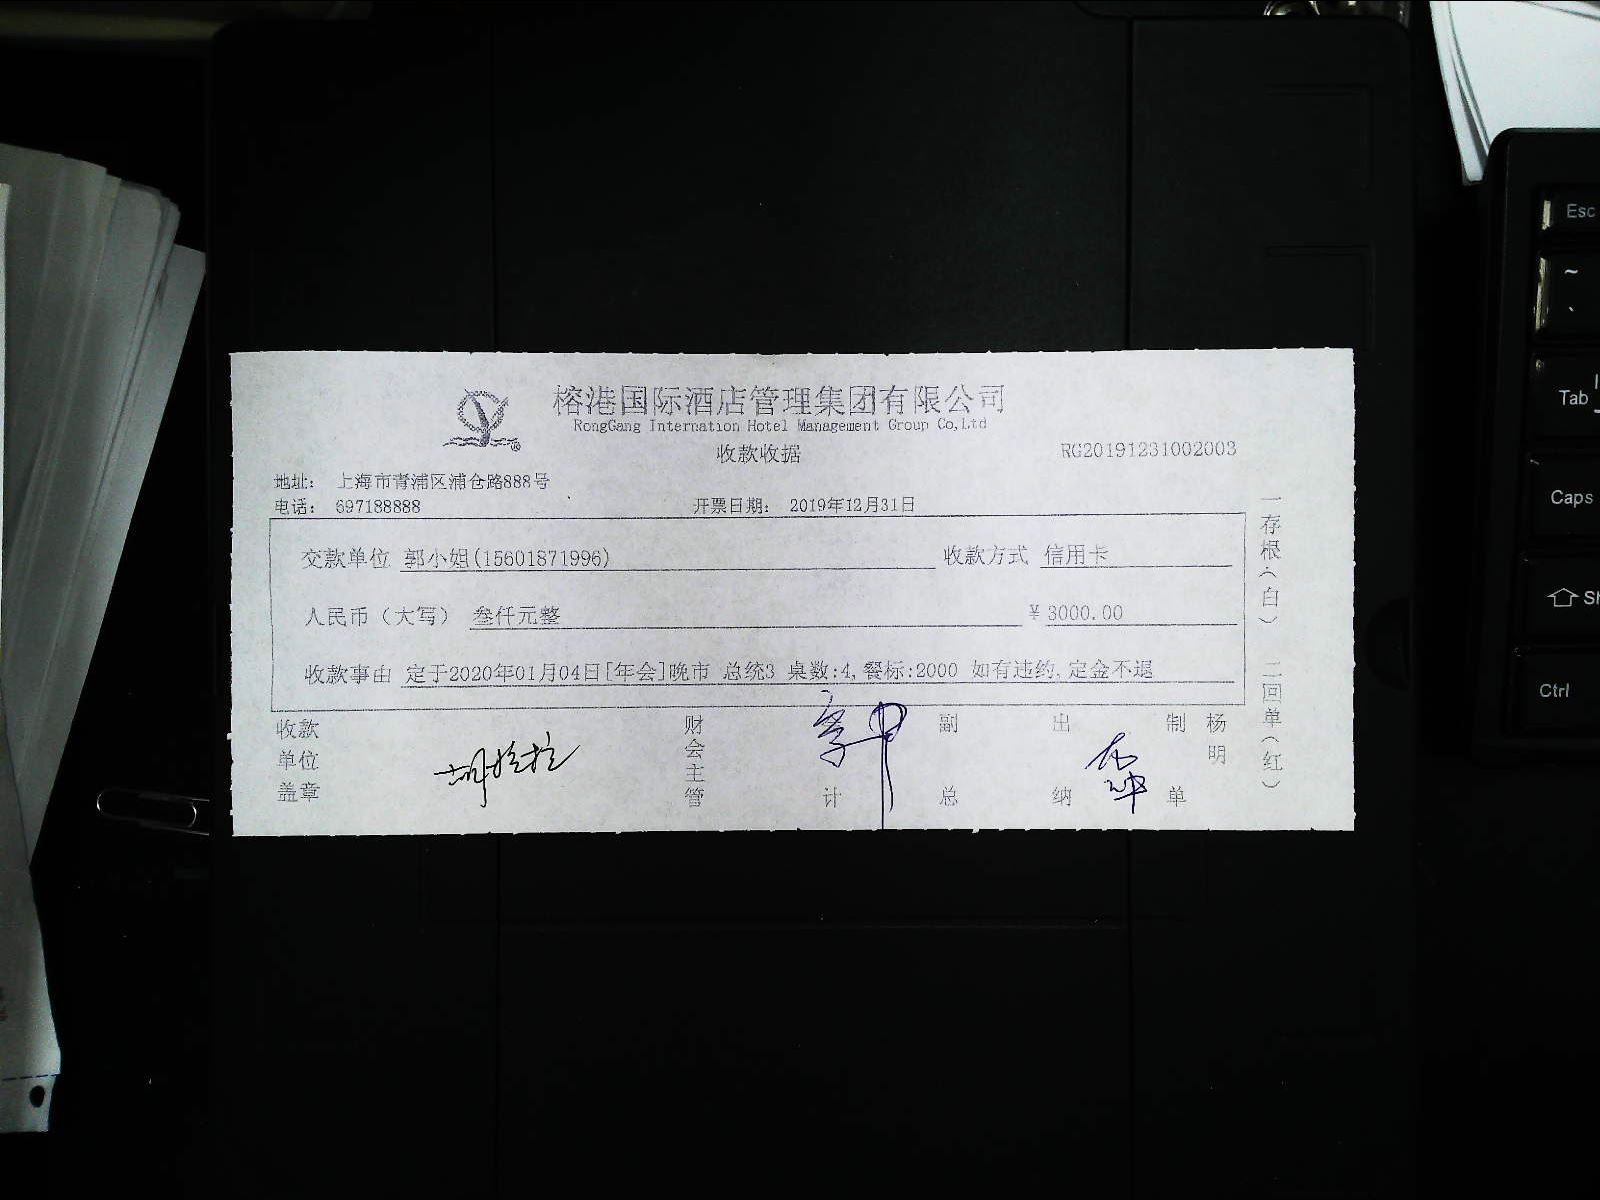 榕港国际酒店管理集团有限公司
RongGang Internation Hotel Management Group Co,Ltd
收款收据
RG20191231002003
地址： 上海市青浦区浦仓路888号
电话： 697188888
开票日期： 2019年12月31日
交款单位 郭小姐(15601871996) 收款方式 信用卡
人民币（大写） 叁仟元整 ¥3000.00
收款事由 定于2020年01月04日[年会]晚市 总统3 桌数:4,餐标:2000 如有违约,定金不退
收款单位盖章
财会主管
计
副总
出纳
制单
杨明
一存根（白） 二回单（红）
Esc
~
`
Tab
Caps
Ctrl